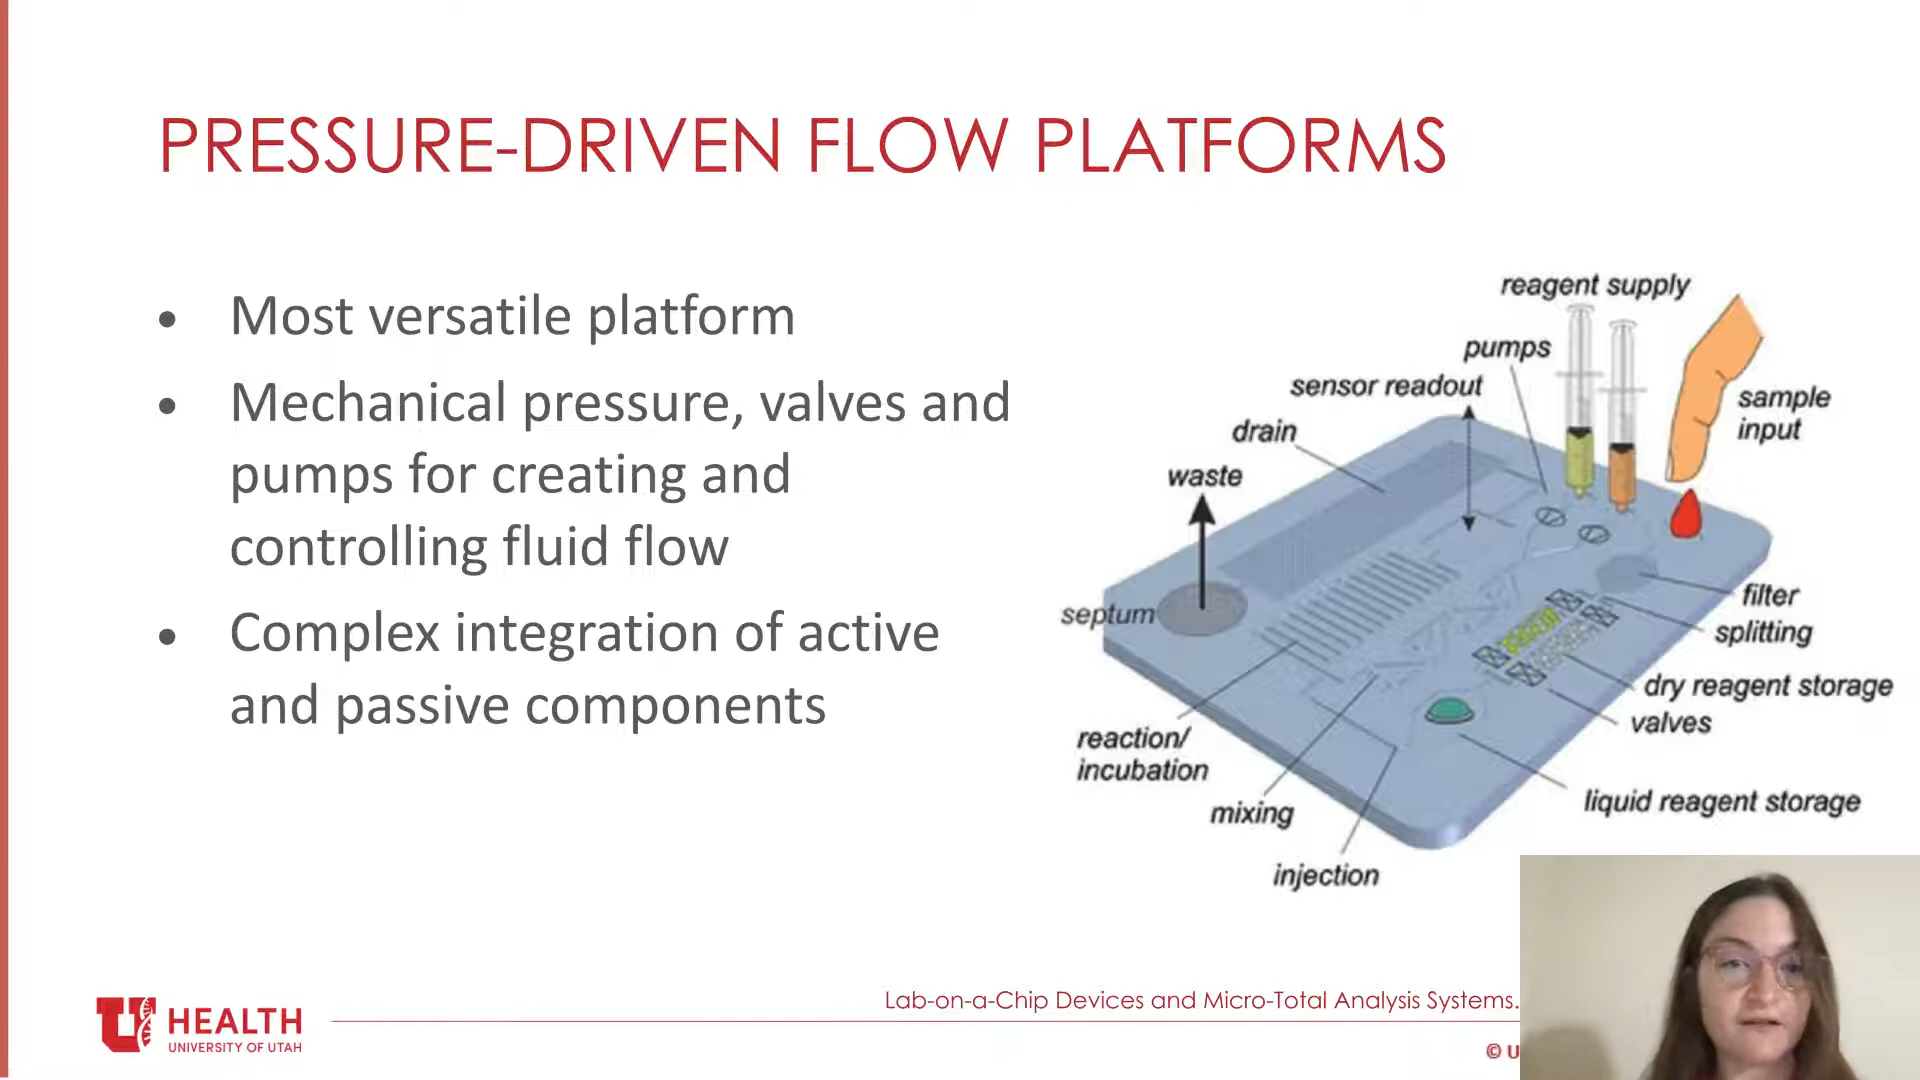 PRESSURE-DRIVEN FLOW PLATFORMS
• Most versatile platform
• Mechanical pressure, valves and
pumps for creating and
controlling fluid flow
• Complex integration of active
and passive components
reagent supply
pumps
sensor readout
sample
input
drain
waste
septum
filter
splitting
dry reagent storage
valves
reaction/
incubation
liquid reagent storage
mixing
injection
Lab-on-a-Chip Devices and Micro-Total Analysis Systems.
U HEALTH
UNIVERSITY OF UTAH
© U